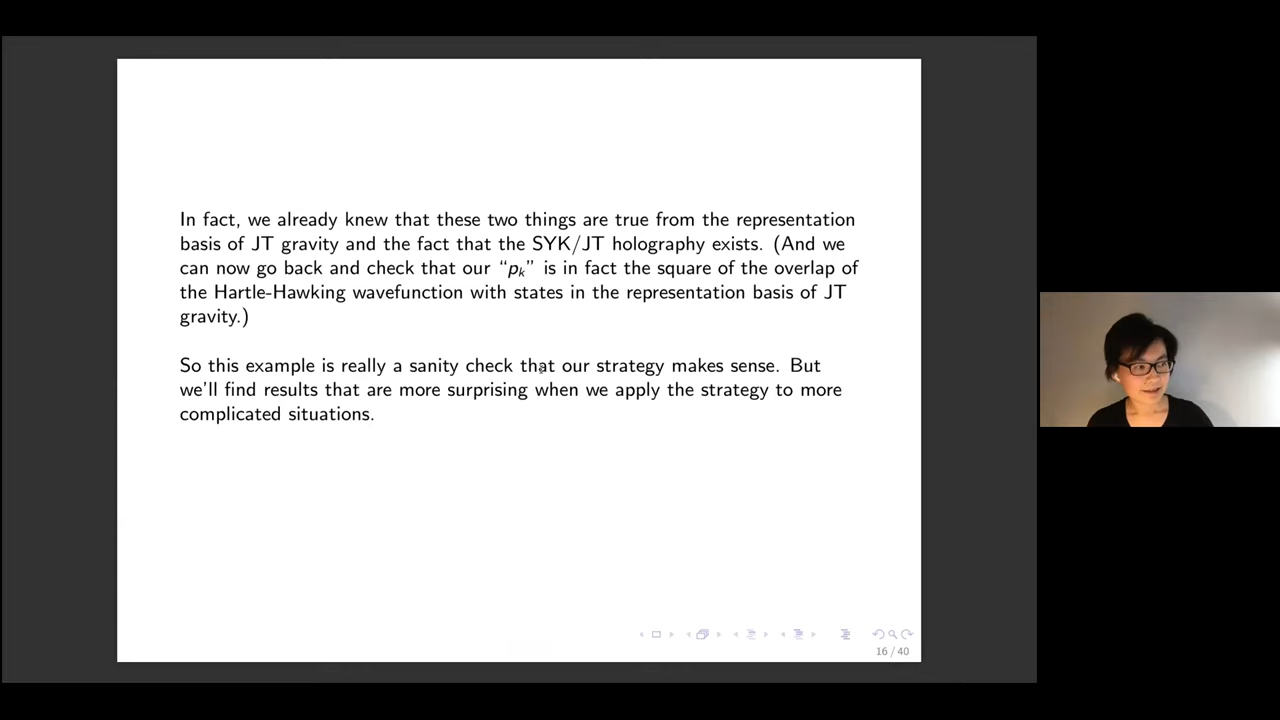 In fact, we already knew that these two things are true from the representation
basis of JT gravity and the fact that the SYK/JT holography exists. (And we
can now go back and check that our “pₖ” is in fact the square of the overlap of
the Hartle-Hawking wavefunction with states in the representation basis of JT
gravity.)
So this example is really a sanity check that our strategy makes sense. But
we'll find results that are more surprising when we apply the strategy to more
complicated situations.
16 / 40